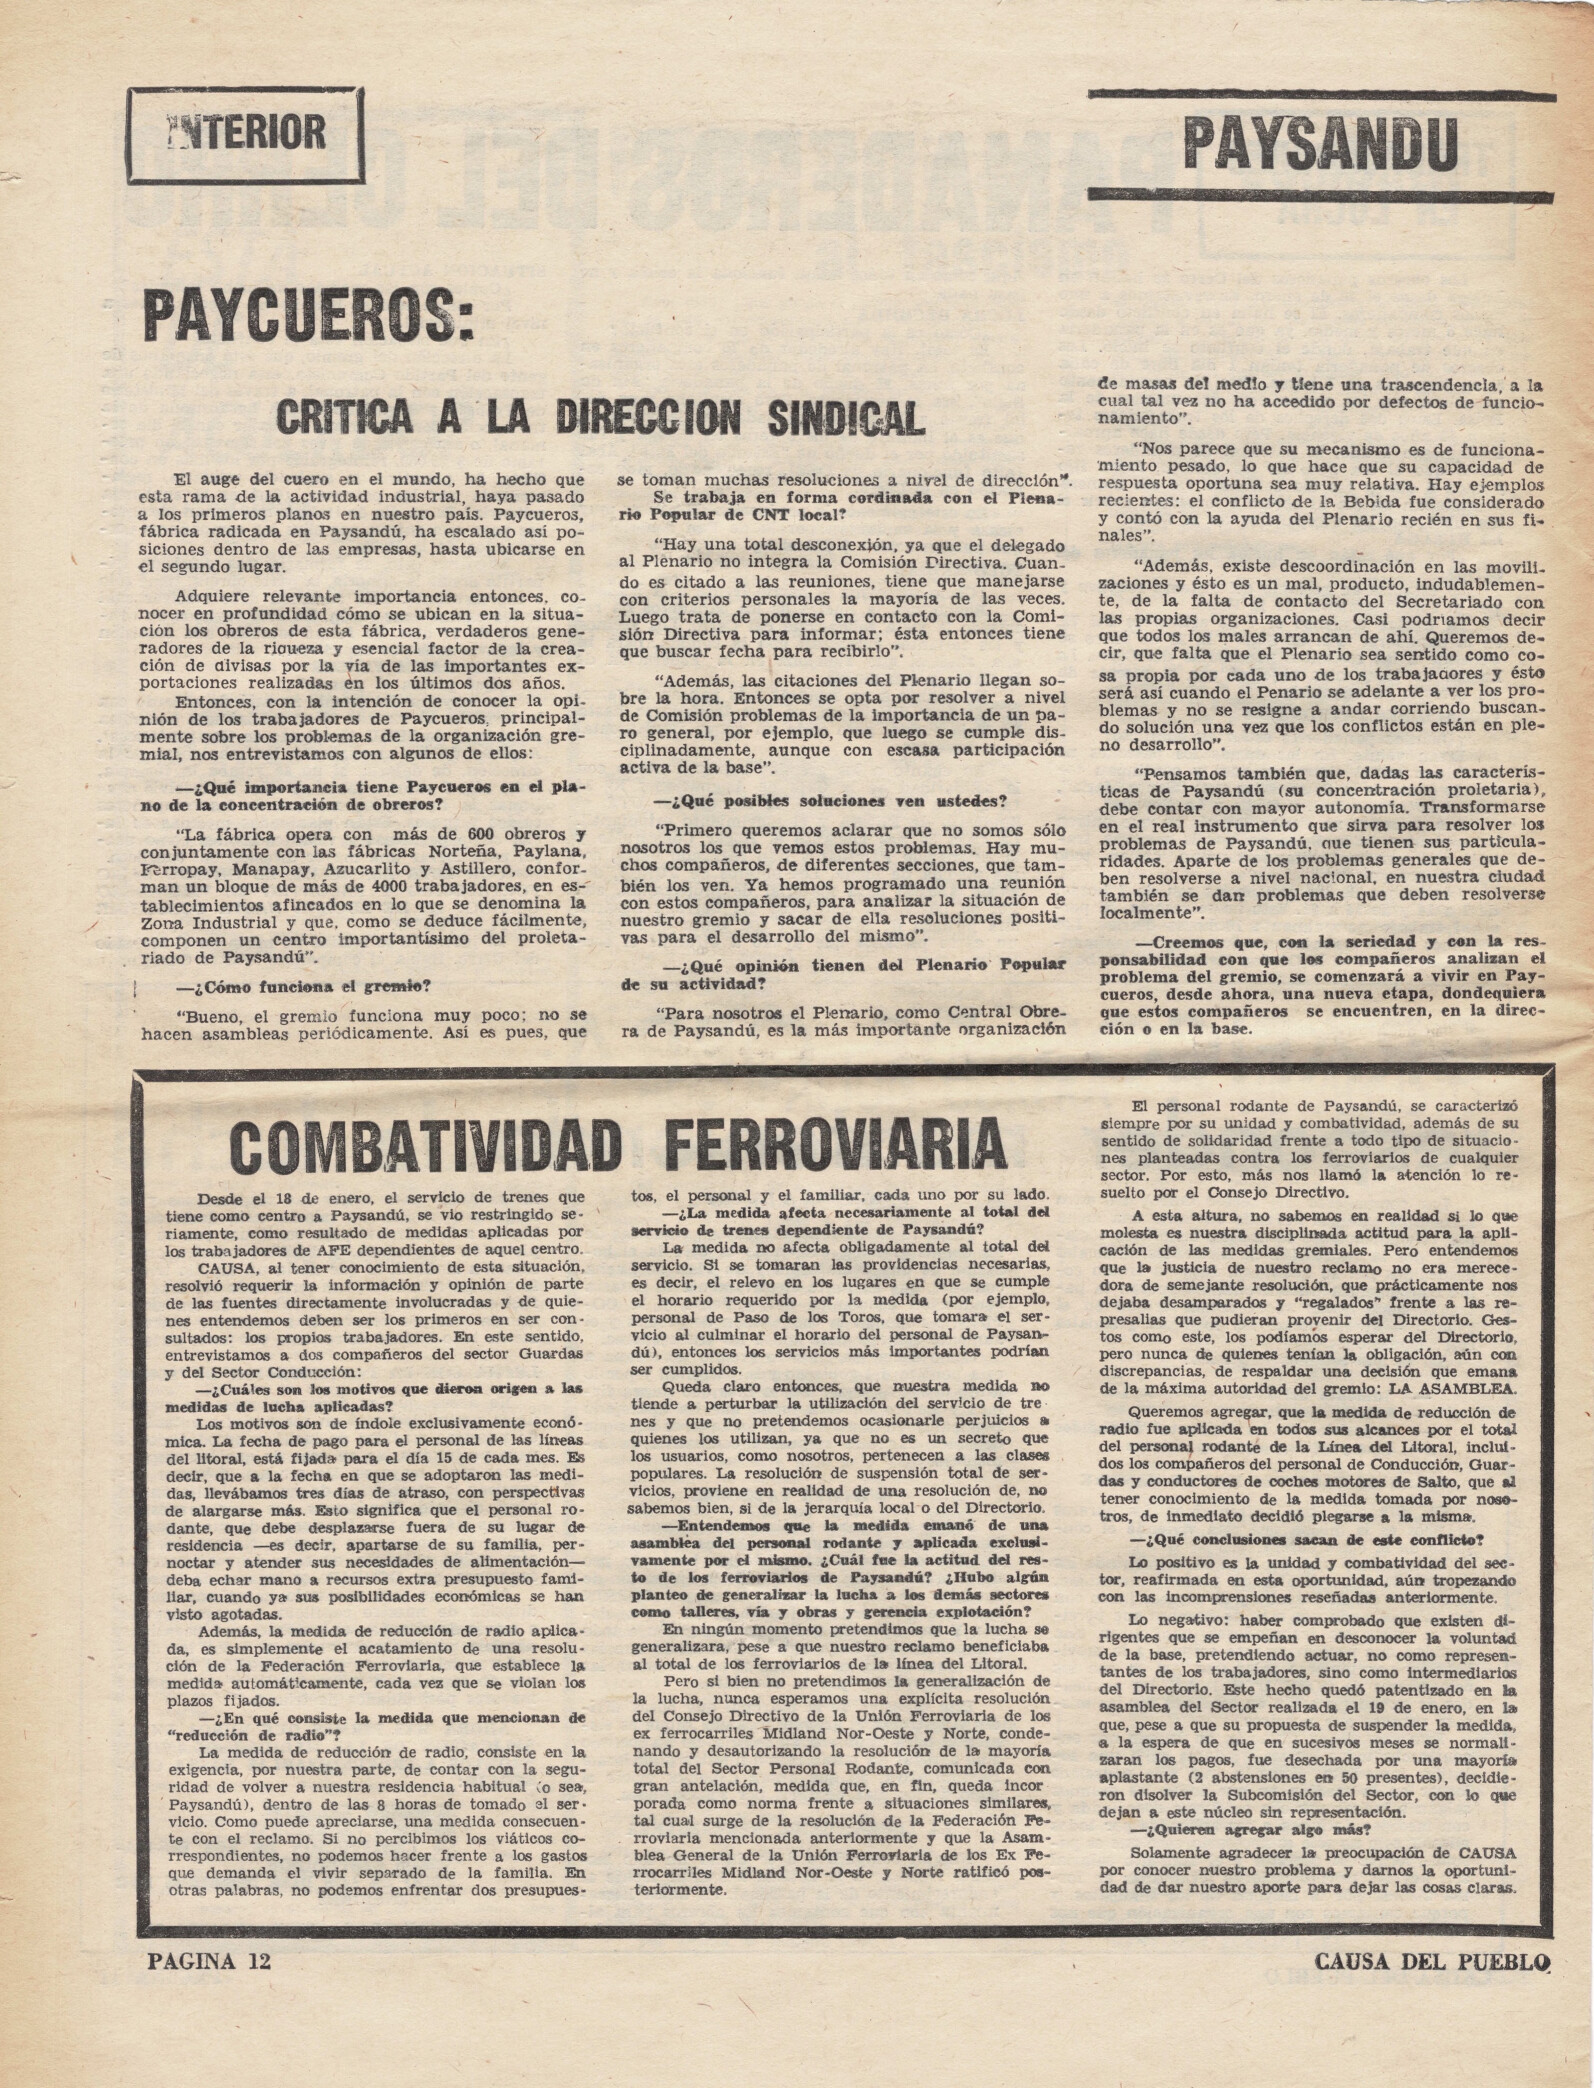 INTERIOR
PAYSANDU
PAYCUEROS:
CRITICA A LA DIRECCION SINDICAL
El auge del cuero en el mundo, ha hecho que
esta rama de la actividad industrial, haya pasado
a los primeros planos en nuestro país. Paycueros,
fábrica radicada en Paysandú, ha escalado así po-
siciones dentro de las empresas, hasta ubicarse en
el segundo lugar.
Adquiere relevante importancia entonces, co-
nocer en profundidad cómo se ubican en la situa-
ción los obreros de esta fábrica, verdaderos gene-
radores de la riqueza y esencial factor de la crea-
ción de divisas por la vía de las importantes ex-
portaciones realizadas en los últimos dos años.
Entonces, con la intención de conocer la opi-
nión de los trabajadores de Paycueros, principal-
mente sobre los problemas de la organización gre-
mial, nos entrevistamos con algunos de ellos:
—¿Qué importancia tiene Paycueros en el pla-
no de la concentración de obreros?
“La fábrica opera con más de 600 obreros y
conjuntamente con las fábricas Norteña, Paylana,
Ferropay, Manapay, Azucarlito y Astillero, confor-
man un bloque de más de 4000 trabajadores, en es-
tablecimientos afincados en lo que se denomina la
Zona Industrial y que, como se deduce fácilmente,
componen un centro importantísimo del proleta-
riado de Paysandú”.
—¿Cómo funciona el gremio?
“Bueno, el gremio funciona muy poco; no se
hacen asambleas periódicamente. Así es pues, que
se toman muchas resoluciones a nivel de dirección”.
Se trabaja en forma cordinada con el Plena-
rio Popular de CNT local?
“Hay una total desconexión, ya que el delegado
al Plenario no integra la Comisión Directiva. Cuan-
do es citado a las reuniones, tiene que manejarse
con criterios personales la mayoría de las veces.
Luego trata de ponerse en contacto con la Comi-
sión Directiva para informar; ésta entonces tiene
que buscar fecha para recibirlo”.
“Además, las citaciones del Plenario llegan so-
bre la hora. Entonces se opta por resolver a nivel
de Comisión problemas de la importancia de un pa-
ro general, por ejemplo, que luego se cumple dis-
ciplinadamente, aunque con escasa participación
activa de la base”.
—¿Qué posibles soluciones ven ustedes?
“Primero queremos aclarar que no somos sólo
nosotros los que vemos estos problemas. Hay mu-
chos compañeros, de diferentes secciones, que tam-
bién los ven. Ya hemos programado una reunión
con estos compañeros, para analizar la situación de
nuestro gremio y sacar de ella resoluciones positi-
vas para el desarrollo del mismo”.
—¿Qué opinión tienen del Plenario Popular
de su actividad?
“Para nosotros el Plenario, como Central Obre-
ra de Paysandú, es la más importante organización
de masas del medio y tiene una trascendencia, a la
cual tal vez no ha accedido por defectos de funcio-
namiento”.
“Nos parece que su mecanismo es de funciona-
miento pesado, lo que hace que su capacidad de
respuesta oportuna sea muy relativa. Hay ejemplos
recientes: el conflicto de la Bebida fue considerado
y contó con la ayuda del Plenario recién en sus fi-
nales”.
“Además, existe descoordinación en las movili-
zaciones y ésto es un mal, producto, indudablemen-
te, de la falta de contacto del Secretariado con
las propias organizaciones. Casi podríamos decir
que todos los males arrancan de ahí. Queremos de-
cir, que falta que el Plenario sea sentido como co-
sa propia por cada uno de los trabajadores y ésto
será así cuando el Penario se adelante a ver los pro-
blemas y no se resigne a andar corriendo buscan-
do solución una vez que los conflictos están en ple-
no desarrollo”.
“Pensamos también que, dadas las caracterís-
ticas de Paysandú (su concentración proletaria),
debe contar con mayor autonomía. Transformarse
en el real instrumento que sirva para resolver los
problemas de Paysandú, que tienen sus particula-
ridades. Aparte de los problemas generales que de-
ben resolverse a nivel nacional, en nuestra ciudad
también se dan problemas que deben resolverse
localmente”.
—Creemos que, con la seriedad y con la res-
ponsabilidad con que los compañeros analizan el
problema del gremio, se comenzará a vivir en Pay-
cueros, desde ahora, una nueva etapa, dondequiera
que estos compañeros se encuentren, en la direc-
ción o en la base.
COMBATIVIDAD FERROVIARIA
Desde el 18 de enero, el servicio de trenes que
tiene como centro a Paysandú, se vio restringido se-
riamente, como resultado de medidas aplicadas por
los trabajadores de AFE dependientes de aquel centro.
CAUSA, al tener conocimiento de esta situación,
resolvió requerir la información y opinión de parte
de las fuentes directamente involucradas y de quie-
nes entendemos deben ser los primeros en ser con-
sultados: los propios trabajadores. En este sentido,
entrevistamos a dos compañeros del sector Guardas
y del Sector Conducción:
—¿Cuáles son los motivos que dieron origen a las
medidas de lucha aplicadas?
Los motivos son de índole exclusivamente econó-
mica. La fecha de pago para el personal de las líneas
del litoral, está fijada para el día 15 de cada mes. Es
decir, que a la fecha en que se adoptaron las medi-
das, llevábamos tres días de atraso, con perspectivas
de alargarse más. Esto significa que el personal ro-
dante, que debe desplazarse fuera de su lugar de
residencia —es decir, apartarse de su familia, per-
noctar y atender sus necesidades de alimentación—
deba echar mano a recursos extra presupuesto fami-
liar, cuando ya sus posibilidades económicas se han
visto agotadas.
Además, la medida de reducción de radio aplica-
da, es simplemente el acatamiento de una resolu-
ción de la Federación Ferroviaria, que establece la
medida automáticamente, cada vez que se violan los
plazos fijados.
—¿En qué consiste la medida que mencionan de
“reducción de radio”?
La medida de reducción de radio, consiste en la
exigencia, por nuestra parte, de contar con la segu-
ridad de volver a nuestra residencia habitual (o sea,
Paysandú), dentro de las 8 horas de tomado el ser-
vicio. Como puede apreciarse, una medida consecuen-
te con el reclamo. Si no percibimos los viáticos co-
rrespondientes, no podemos hacer frente a los gastos
que demanda el vivir separado de la familia. En
otras palabras, no podemos enfrentar dos presupues-
tos, el personal y el familiar, cada uno por su lado.
—¿La medida afecta necesariamente al total del
servicio de trenes dependiente de Paysandú?
La medida no afecta obligadamente al total del
servicio. Si se tomaran las providencias necesarias,
es decir, el relevo en los lugares en que se cumple
el horario requerido por la medida (por ejemplo,
personal de Paso de los Toros, que tomara el ser-
vicio al culminar el horario del personal de Paysan-
dú), entonces los servicios más importantes podrían
ser cumplidos.
Queda claro entonces, que nuestra medida no
tiende a perturbar la utilización del servicio de tre
nes y que no pretendemos ocasionarle perjuicios a
quienes los utilizan, ya que no es un secreto que
los usuarios, como nosotros, pertenecen a las clases
populares. La resolución de suspensión total de ser-
vicios, proviene en realidad de una resolución de, no
sabemos bien, si de la jerarquía local o del Directorio.
—Entendemos que la medida emanó de una
asamblea del personal rodante y aplicada exclusi-
vamente por el mismo. ¿Cuál fue la actitud del res-
to de los ferroviarios de Paysandú? ¿Hubo algún
planteo de generalizar la lucha a los demás sectores
como talleres, vía y obras y gerencia explotación?
En ningún momento pretendimos que la lucha se
generalizara, pese a que nuestro reclamo beneficiaba
al total de los ferroviarios de la línea del Litoral.
Pero si bien no pretendimos la generalización de
la lucha, nunca esperamos una explícita resolución
del Consejo Directivo de la Unión Ferroviaria de los
ex ferrocarriles Midland Nor-Oeste y Norte, conde-
nando y desautorizando la resolución de la mayoría
total del Sector Personal Rodante, comunicada con
gran antelación, medida que, en fin, queda incor
porada como norma frente a situaciones similares,
tal cual surge de la resolución de la Federación Fe-
rroviaria mencionada anteriormente y que la Asam-
blea General de la Unión Ferroviaria de los Ex Fe-
rrocarriles Midland Nor-Oeste y Norte ratificó pos-
teriormente.
El personal rodante de Paysandú, se caracterizó
siempre por su unidad y combatividad, además de su
sentido de solidaridad frente a todo tipo de situacio-
nes planteadas contra los ferroviarios de cualquier
sector. Por esto, más nos llamó la atención lo re-
suelto por el Consejo Directivo.
A esta altura, no sabemos en realidad si lo que
molesta es nuestra disciplinada actitud para la apli-
cación de las medidas gremiales. Pero entendemos
que la justicia de nuestro reclamo no era merece-
dora de semejante resolución, que prácticamente nos
dejaba desamparados y “regalados” frente a las re-
presalias que pudieran provenir del Directorio. Ges-
tos como este, los podíamos esperar del Directorio,
pero nunca de quienes tenían la obligación, aún con
discrepancias, de respaldar una decisión que emana
de la máxima autoridad del gremio: LA ASAMBLEA.
Queremos agregar, que la medida de reducción de
radio fue aplicada en todos sus alcances por el total
del personal rodante de la Línea del Litoral, inclui-
dos los compañeros del personal de Conducción, Guar-
das y conductores de coches motores de Salto, que al
tener conocimiento de la medida tomada por noso-
tros, de inmediato decidió plegarse a la misma.
—¿Qué conclusiones sacan de este conflicto?
Lo positivo es la unidad y combatividad del sec-
tor, reafirmada en esta oportunidad, aún tropezando
con las incomprensiones reseñadas anteriormente.
Lo negativo: haber comprobado que existen di-
rigentes que se empeñan en desconocer la voluntad
de la base, pretendiendo actuar, no como represen-
tantes de los trabajadores, sino como intermediarios
del Directorio. Este hecho quedó patentizado en la
asamblea del Sector realizada el 19 de enero, en la
que, pese a que su propuesta de suspender la medida,
a la espera de que en sucesivos meses se normali-
zaran los pagos, fue desechada por una mayoría
aplastante (2 abstensiones en 50 presentes), decidie-
ron disolver la Subcomisión del Sector, con lo que
dejan a este núcleo sin representación.
—¿Quieren agregar algo más?
Solamente agradecer la preocupación de CAUSA
por conocer nuestro problema y darnos la oportuni-
dad de dar nuestro aporte para dejar las cosas claras.
PAGINA 12
CAUSA DEL PUEBLO